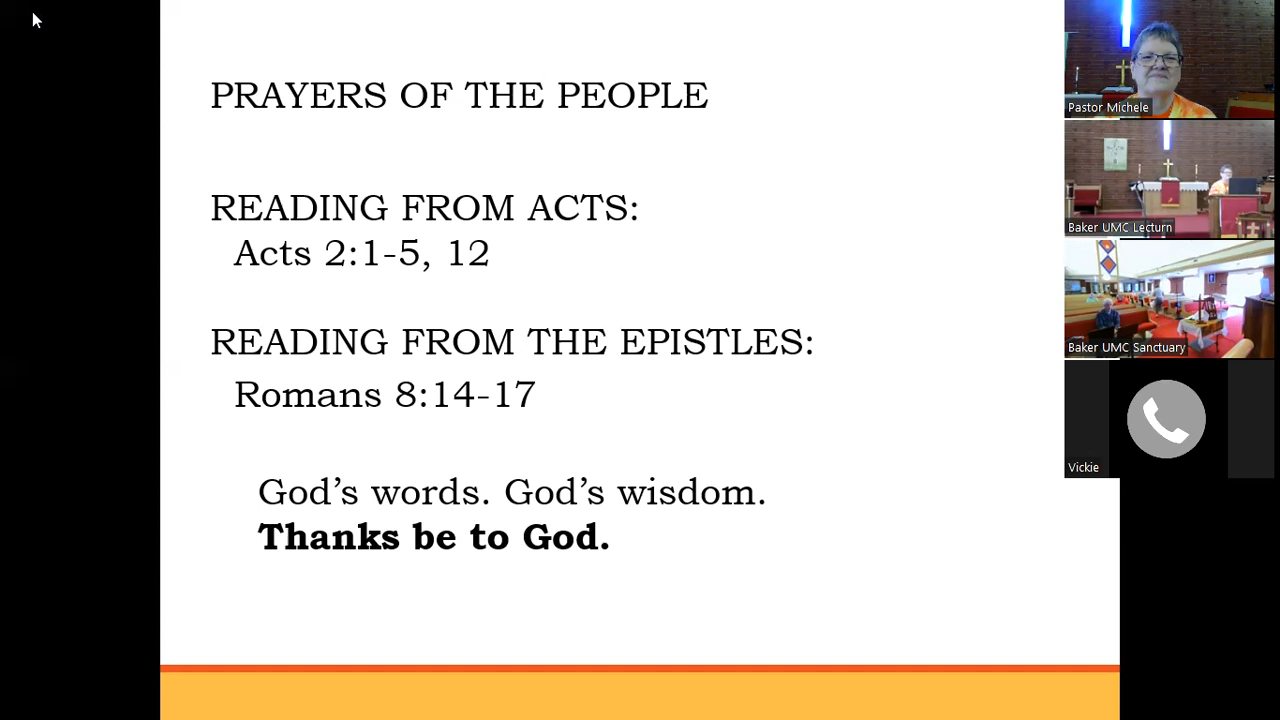 PRAYERS OF THE PEOPLE
READING FROM ACTS:
Acts 2:1-5, 12
READING FROM THE EPISTLES:
Romans 8:14-17
God’s words. God’s wisdom.
Thanks be to God.
Pastor Michele
Baker UMC Lecturn
Baker UMC Sanctuary
Vickie